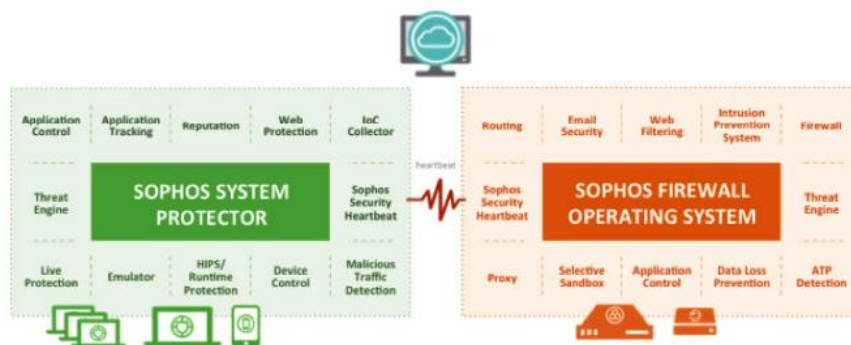 Application Control
Application Tracking
Reputation
Web Protection
IoC Collector
Threat Engine
SOPHOS SYSTEM PROTECTOR
Sophos Security Heartbeat
Live Protection
Emulator
HIPS/ Runtime Protection
Device Control
Malicious Traffic Detection
heartbeat
Routing
Email Security
Web Filtering
Intrusion Prevention System
Firewall
Sophos Security Heartbeat
SOPHOS FIREWALL OPERATING SYSTEM
Threat Engine
Proxy
Selective Sandbox
Application Control
Data Loss Prevention
ATP Detection